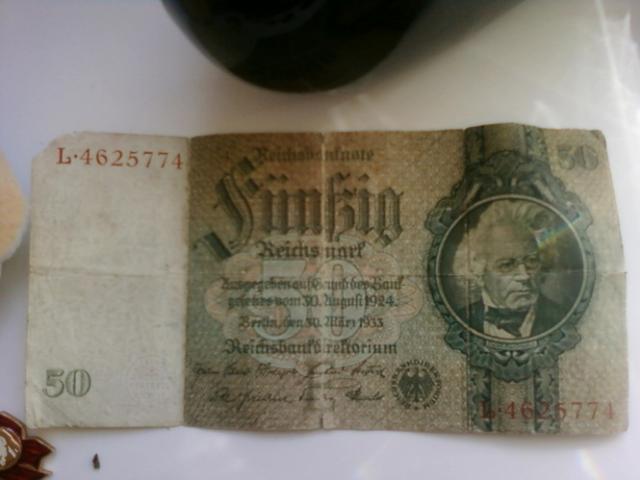 L·4625774
Reichsbanknote
50
Fünfzig
Reichsmark
50
Ausgegeben auf Grund des Bank-
gesetzes vom 30. August 1924.
Berlin, den 30. März 1933
Reichsbankdirektorium
50
L·4625774